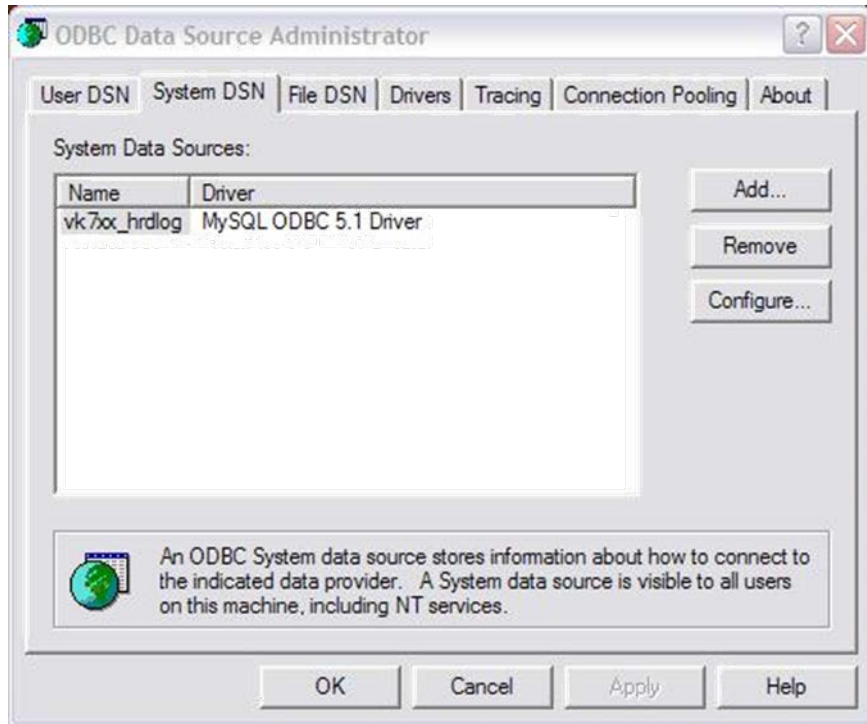 ODBC Data Source Administrator
User DSN System DSN File DSN Drivers Tracing Connection Pooling About
System Data Sources:
Name Driver
vk7xx_hrdlog MySQL ODBC 5.1 Driver
Add...
Remove
Configure...
An ODBC System data source stores information about how to connect to
the indicated data provider. A System data source is visible to all users
on this machine, including NT services.
OK Cancel Apply Help